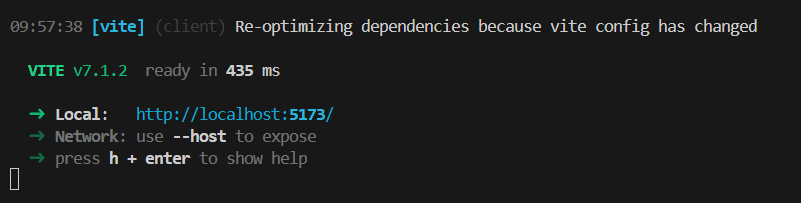 09:57:38 [vite] (client) Re-optimizing dependencies because vite config has changed
VITE v7.1.2 ready in 435 ms
➜ Local: http://localhost:5173/
➜ Network: use --host to expose
➜ press h + enter to show help